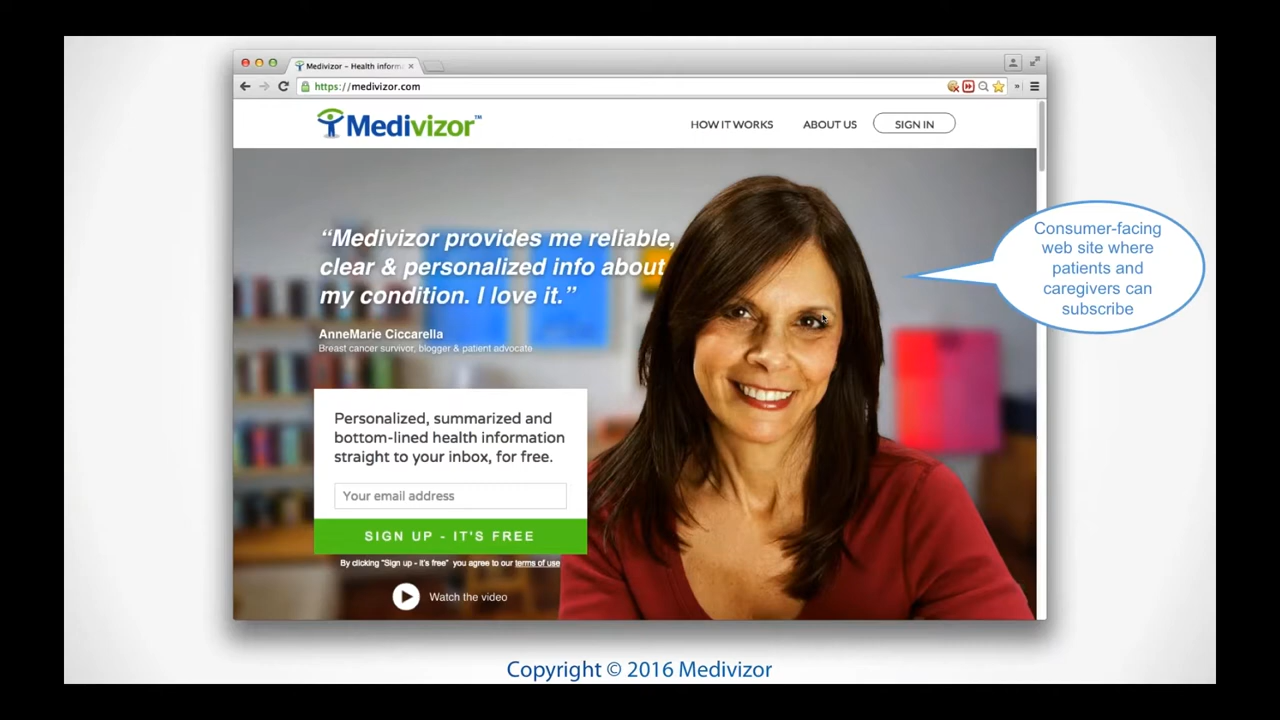 Medivizor - Health inform
https://medivizor.com
Medivizor™
HOW IT WORKS
ABOUT US
SIGN IN
“Medivizor provides me reliable,
clear & personalized info about
my condition. I love it.”
AnneMarie Ciccarella
Breast cancer survivor, blogger & patient advocate
Consumer-facing
web site where
patients and
caregivers can
subscribe
Personalized, summarized and
bottom-lined health information
straight to your inbox, for free.
Your email address
SIGN UP - IT'S FREE
By clicking "Sign up - it's free" you agree to our terms of use
Watch the video
Copyright © 2016 Medivizor